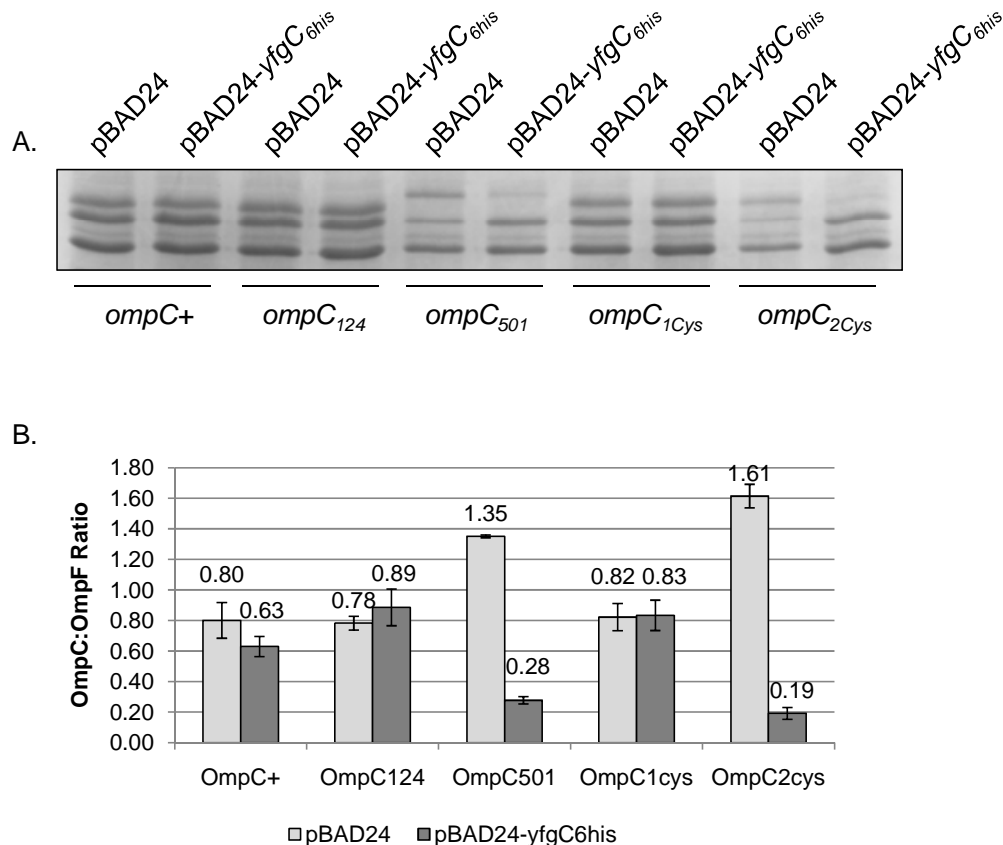 A.
pBAD24
pBAD24-yfgC6his
pBAD24
pBAD24-yfgC6his
pBAD24
pBAD24-yfgC6his
pBAD24
pBAD24-yfgC6his
pBAD24
pBAD24-yfgC6his
ompC+ ompC124 ompC501 ompC1Cys ompC2Cys
B.
OmpC:OmpF Ratio
1.80
1.60
1.40
1.20
1.00
0.80
0.60
0.40
0.20
0.00
0.80 0.63 0.78 0.89 1.35 0.28 0.82 0.83 1.61 0.19
OmpC+ OmpC124 OmpC501 OmpC1cys OmpC2cys
pBAD24 pBAD24-yfgC6his